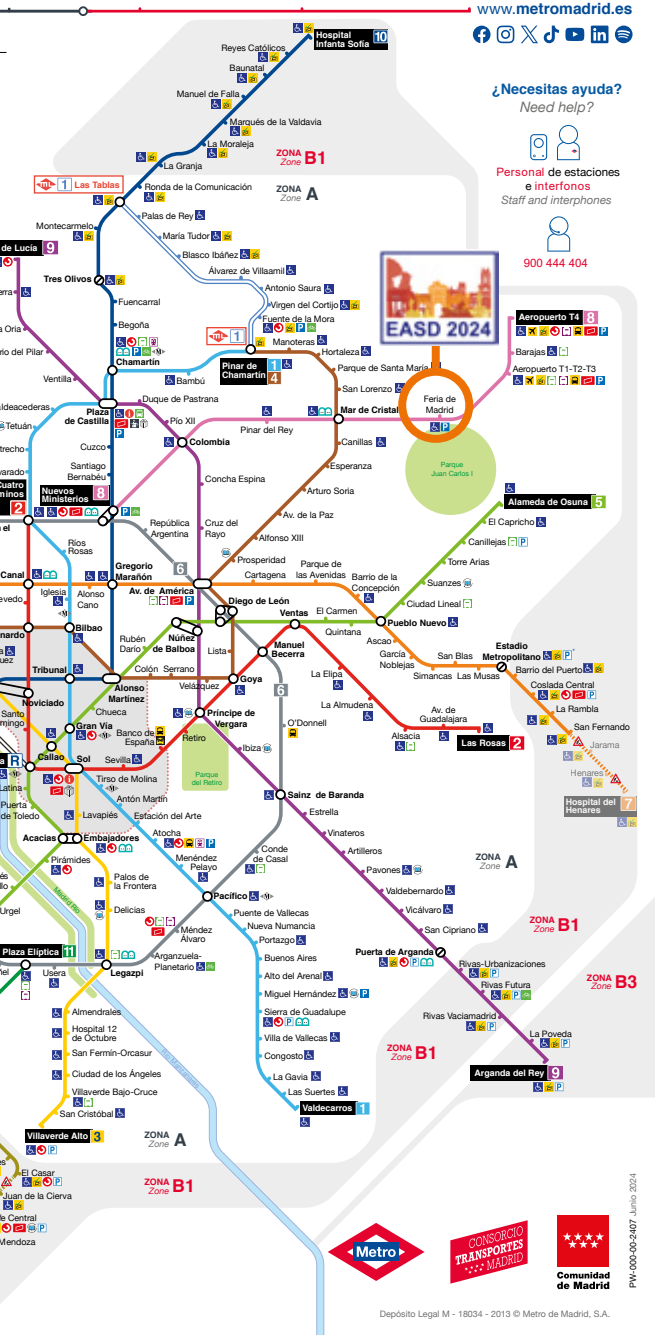 www.metromadrid.es
¿Necesitas ayuda?
Need help?
Personal de estaciones
e interfonos
Staff and interphones
900 444 404
Hospital
Infanta Sofía
10
Reyes Católicos
Baunatal
Manuel de Falla
Marqués de la Valdavia
La Moraleja
La Granja
ZONA
Zone
B1
ml 1 Las Tablas
Ronda de la Comunicación
ZONA
Zone
A
Palas de Rey
Montecarmelo
María Tudor
de Lucía 9
Blasco Ibáñez
Álvarez de Villaamil
Tres Olivos
Antonio Saura
Fuencarral
Virgen del Cortijo
EASD 2024
Begoña
Fuente de la Mora
Aeropuerto T4 8
ml 1
Manoteras
Hortaleza
Barajas
Chamartín
Pinar de
Chamartín
1
4
Parque de Santa María
Aeropuerto T1-T2-T3
Ventilla
Bambú
San Lorenzo
Duque de Pastrana
Feria de
Madrid
Plaza
de Castilla
Mar de Cristal
Tetuán
Pío XII
Pinar del Rey
Cuzco
Colombia
Canillas
Santiago
Bernabéu
Esperanza
Parque
Juan Carlos I
Concha Espina
Nuevos
Ministerios
8
Arturo Soria
Alameda de Osuna 5
2
Av. de la Paz
El Capricho
República
Argentina
Cruz del
Rayo
Alfonso XIII
Canillejas
Ríos
Rosas
Prosperidad
Torre Arias
6
Canal
Gregorio
Marañón
Cartagena
Parque de
las Avenidas
Barrio de la
Concepción
Suanzes
Iglesia
Alonso
Cano
Av. de América
Diego de León
Ciudad Lineal
El Carmen
Ventas
Quintana
Pueblo Nuevo
Bilbao
Rubén
Darío
Núñez
de Balboa
Lista
Manuel
Becerra
Ascao
García
Noblejas
Estadio
Metropolitano
San Blas
Simancas
Las Musas
Barrio del Puerto
Coslada Central
Tribunal
Colón
Serrano
Velázquez
Goya
La Elipa
La Rambla
Alonso
Martínez
6
La Almudena
San Fernando
Noviciado
Chueca
Príncipe de
Vergara
Av. de
Guadalajara
Jarama
Gran Vía
Banco de
España
Retiro
O'Donnell
Alsacia
Las Rosas 2
Henares
Callao
Sol
Sevilla
Ibiza
Hospital del
Henares
7
R
Tirso de Molina
Parque
del Retiro
Antón Martín
Sainz de Baranda
Lavapiés
Estación del Arte
Estrella
Acacias
Embajadores
Atocha
Vinateros
Pirámides
Menéndez
Pelayo
Conde
de Casal
Artilleros
Pavones
ZONA
Zone
A
Palos de
la Frontera
Madrid Río
Pacífico
Valdebernardo
Urgel
Delicias
Puente de Vallecas
Vicálvaro
ZONA
Zone
B1
Méndez
Álvaro
Nueva Numancia
San Cipriano
Plaza Elíptica 11
Portazgo
Arganzuela-
Planetario
Buenos Aires
Puerta de Arganda
Usera
Legazpi
Alto del Arenal
Rivas-Urbanizaciones
ZONA
Zone
B3
Miguel Hernández
Rivas Futura
Almendrales
Sierra de Guadalupe
Rivas Vaciamadrid
Hospital 12
de Octubre
Villa de Vallecas
La Poveda
San Fermín-Orcasur
Congosto
ZONA
Zone
B1
Ciudad de los Ángeles
La Gavia
Arganda del Rey 9
Villaverde Bajo-Cruce
Las Suertes
San Cristóbal
Valdecarros 1
Villaverde Alto 3
ZONA
Zone
A
El Casar
ZONA
Zone
B1
Juan de la Cierva
Metro
CONSORCIO
TRANSPORTES
MADRID
Comunidad
de Madrid
PW-000-00-2407 Junio 2024
Depósito Legal M - 18034 - 2013 © Metro de Madrid, S.A.